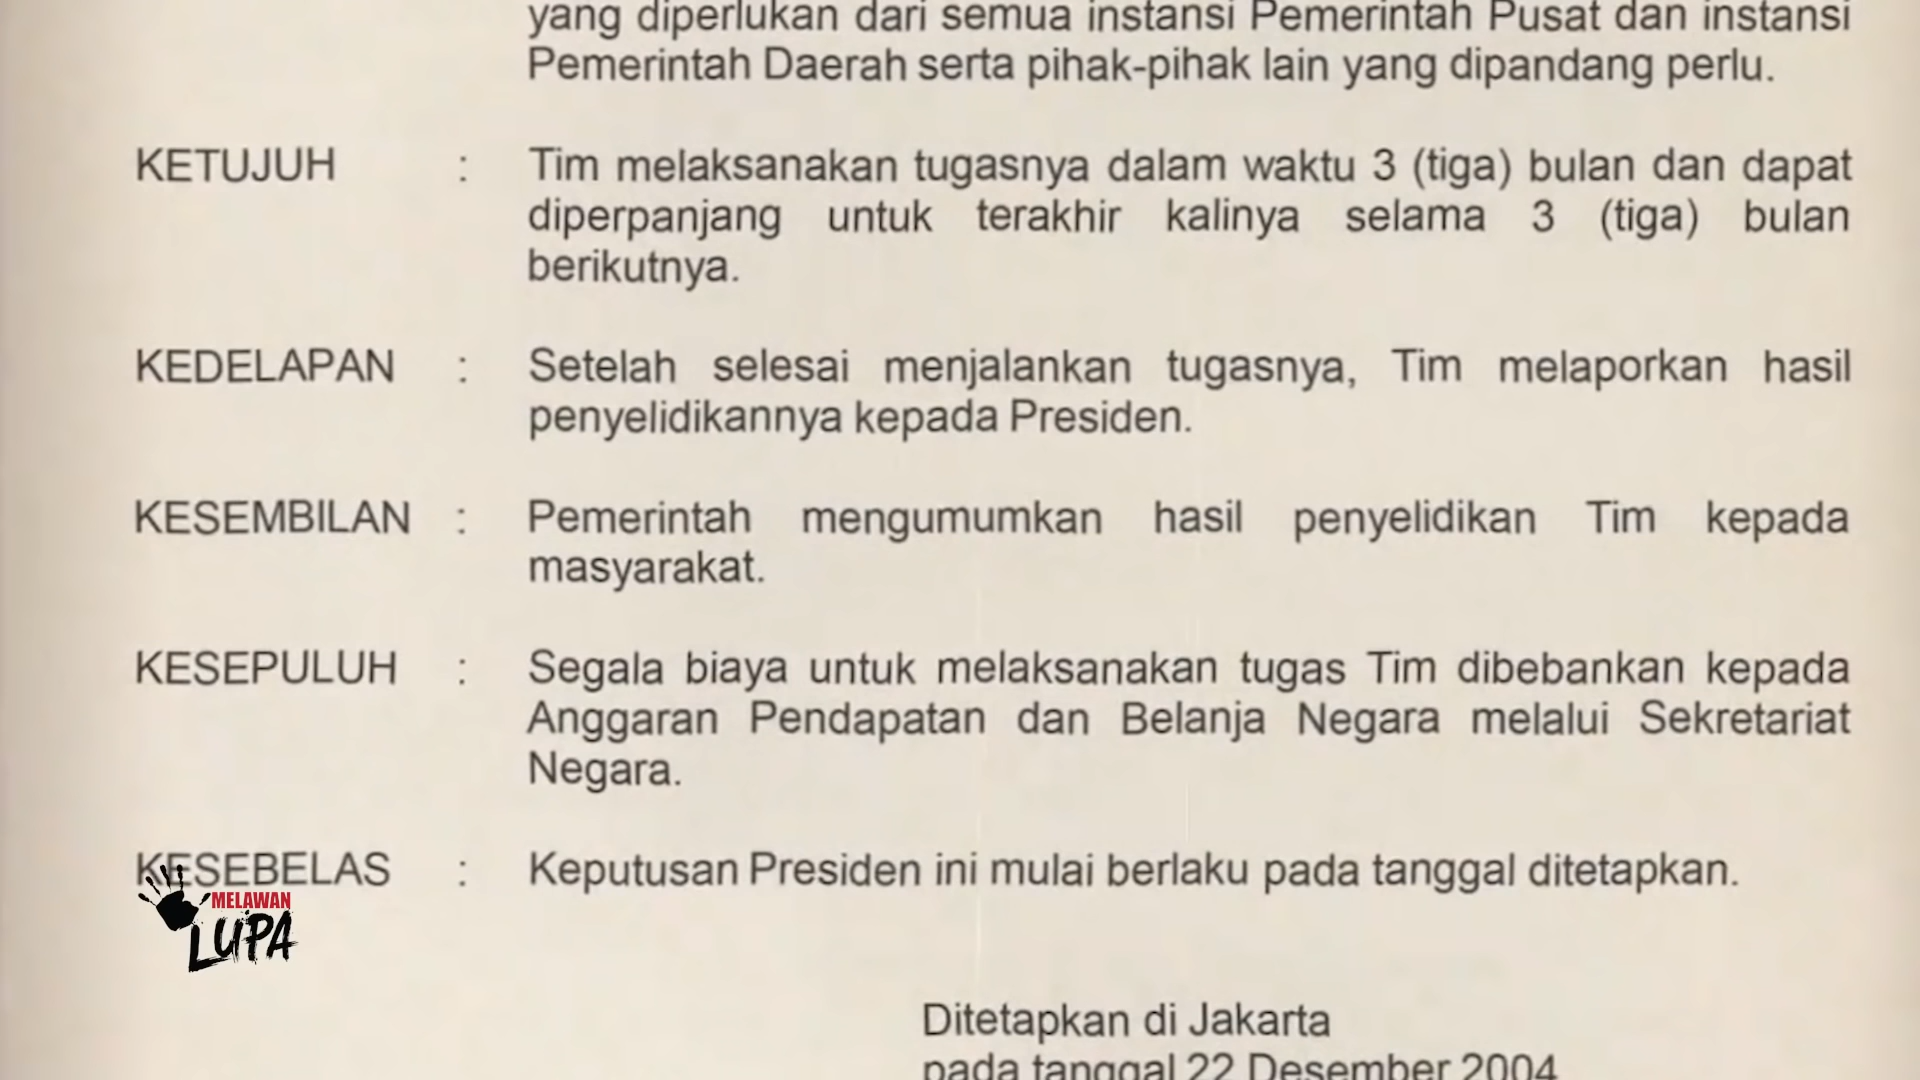 yang diperlukan dari semua instansi Pemerintah Pusat dan instansi
Pemerintah Daerah serta pihak-pihak lain yang dipandang perlu.
KETUJUH : Tim melaksanakan tugasnya dalam waktu 3 (tiga) bulan dan dapat
diperpanjang untuk terakhir kalinya selama 3 (tiga) bulan
berikutnya.
KEDELAPAN : Setelah selesai menjalankan tugasnya, Tim melaporkan hasil
penyelidikannya kepada Presiden.
KESEMBILAN : Pemerintah mengumumkan hasil penyelidikan Tim kepada
masyarakat.
KESEPULUH : Segala biaya untuk melaksanakan tugas Tim dibebankan kepada
Anggaran Pendapatan dan Belanja Negara melalui Sekretariat
Negara.
KESEBELAS : Keputusan Presiden ini mulai berlaku pada tanggal ditetapkan.
MELAWAN
LUPA
Ditetapkan di Jakarta
pada tanggal 22 Desember 2004